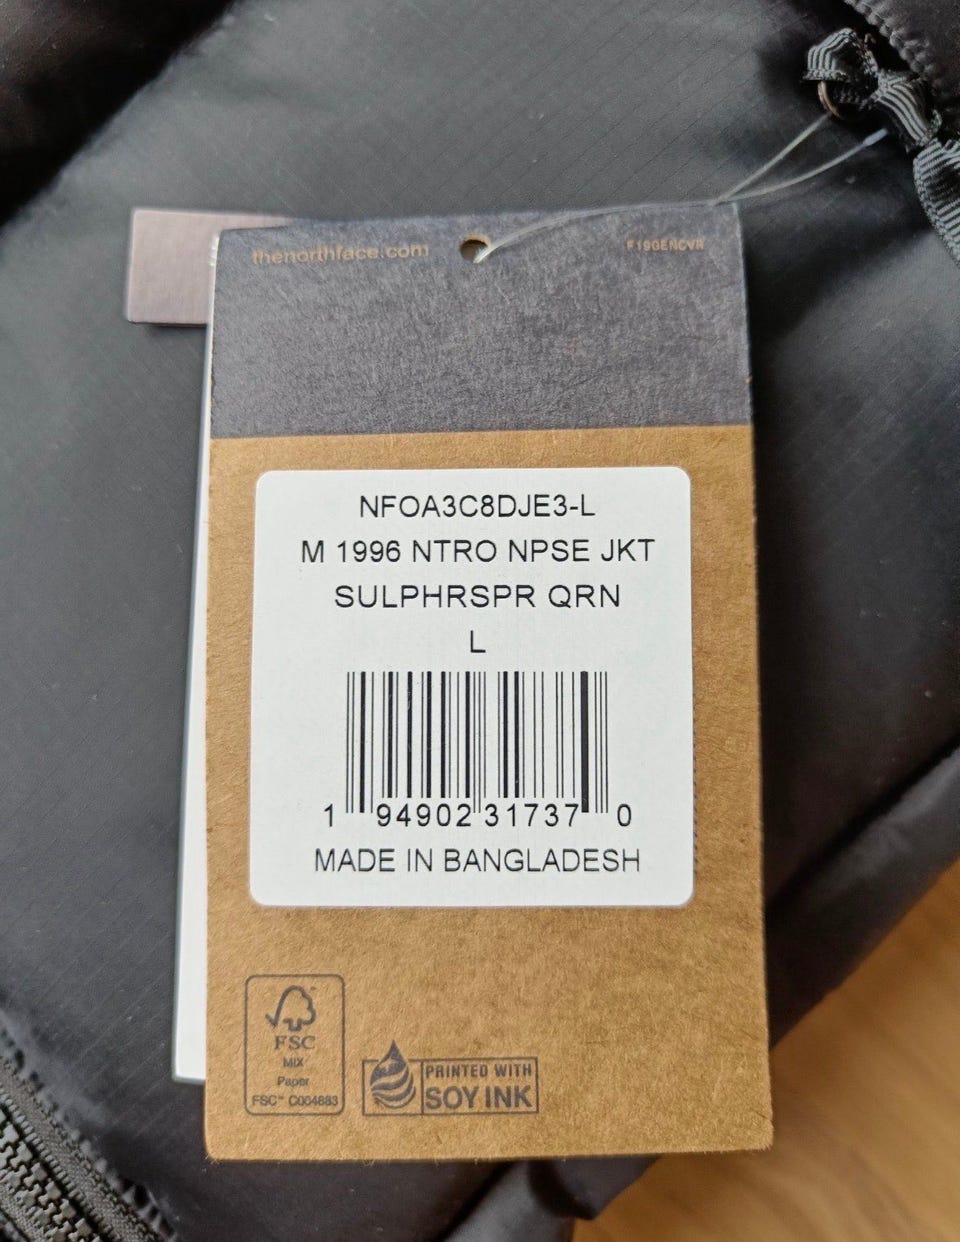 thenorthface.com
F19GENCVR
NFOA3C8DJE3-L
M 1996 NTRO NPSE JKT
SULPHRSPR QRN
L
1 94902 31737 0
MADE IN BANGLADESH
FSC
MIX
Paper
FSC™ C004883
PRINTED WITH
SOY INK